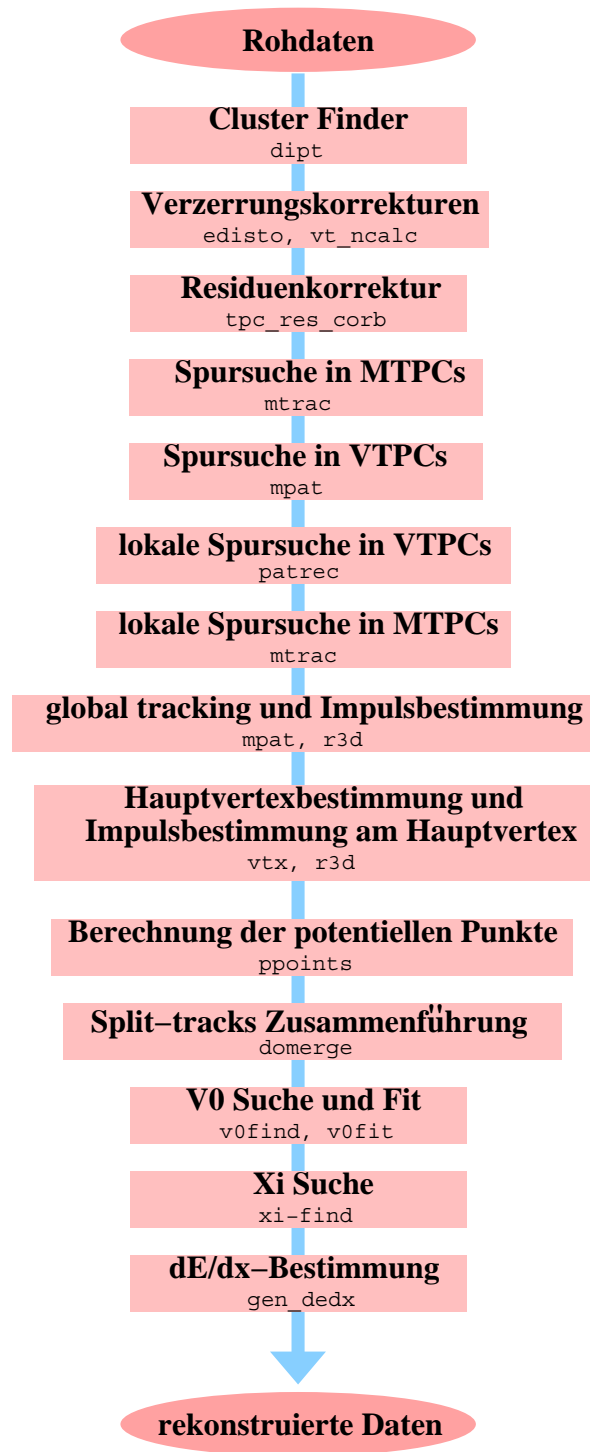 Rohdaten
Cluster Finder
dipt
Verzerrungskorrekturen
edisto, vt_ncalc
Residuenkorrektur
tpc_res_corb
Spursuche in MTPCs
mtrac
Spursuche in VTPCs
mpat
lokale Spursuche in VTPCs
patrec
lokale Spursuche in MTPCs
mtrac
global tracking und Impulsbestimmung
mpat, r3d
Hauptvertexbestimmung und
Impulsbestimmung am Hauptvertex
vtx, r3d
Berechnung der potentiellen Punkte
ppoints
Split−tracks Zusammenführung
domerge
V0 Suche und Fit
v0find, v0fit
Xi Suche
xi-find
dE/dx−Bestimmung
gen_dedx
rekonstruierte Daten